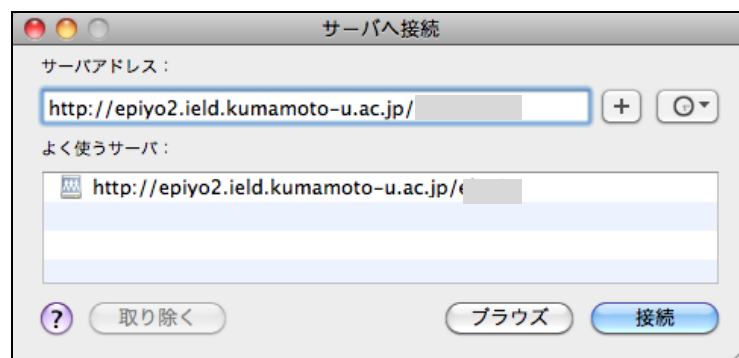 サーバへ接続
サーバアドレス：
http://epiyo2.ield.kumamoto-u.ac.jp/
+
よく使うサーバ：
http://epiyo2.ield.kumamoto-u.ac.jp/
? 取り除く ブラウズ 接続